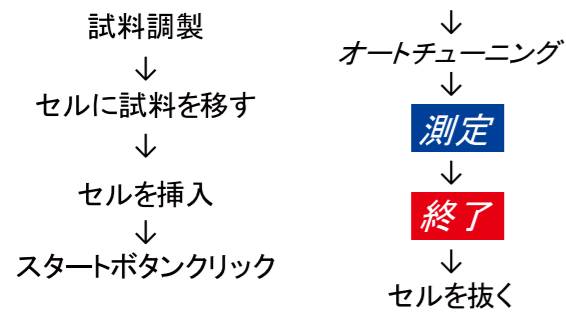 試料調製
↓
セルに試料を移す
↓
セルを挿入
↓
スタートボタンクリック
↓
オートチューニング
↓
測定
↓
終了
↓
セルを抜く